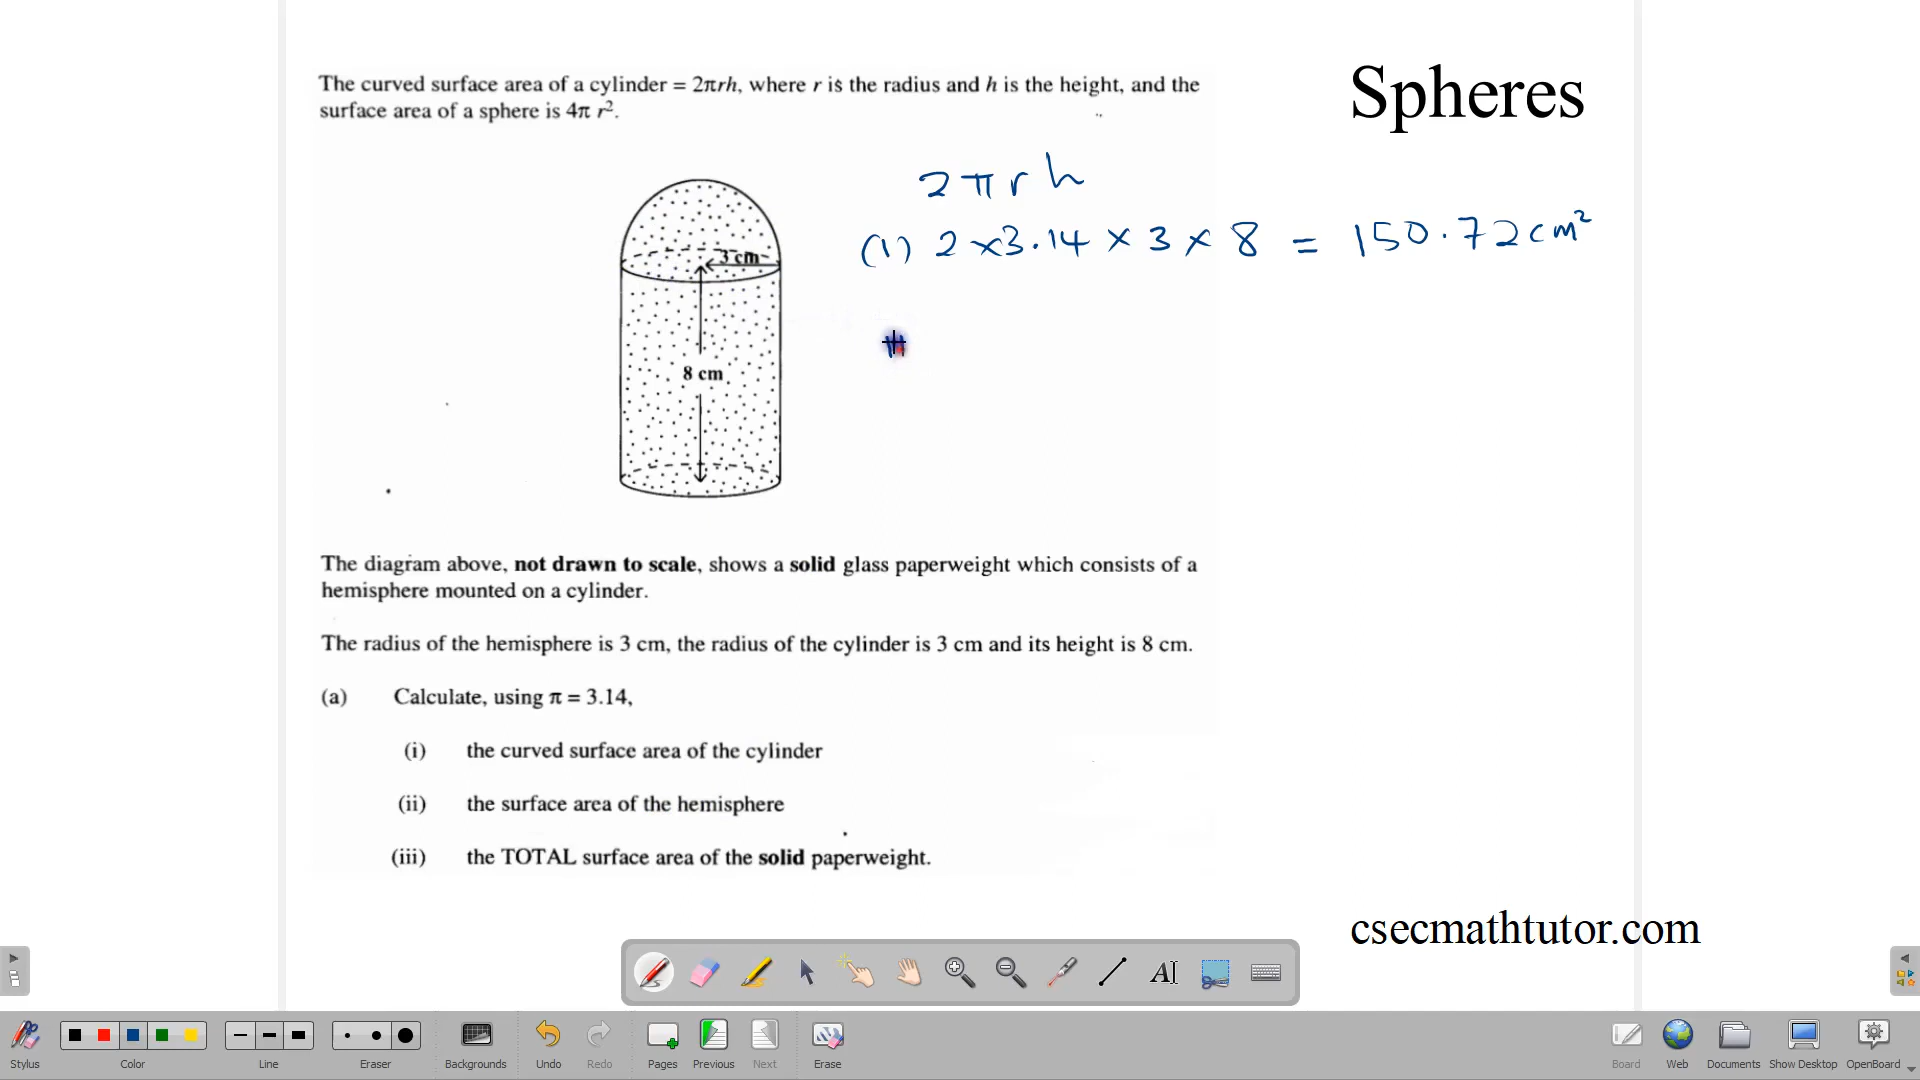 Spheres
The curved surface area of a cylinder = 2πrh, where r is the radius and h is the height, and the
surface area of a sphere is 4π r².
2πrh
(1) 2 × 3.14 × 3 × 8 = 150.72 cm²
3 cm
8 cm
The diagram above, not drawn to scale, shows a solid glass paperweight which consists of a
hemisphere mounted on a cylinder.
The radius of the hemisphere is 3 cm, the radius of the cylinder is 3 cm and its height is 8 cm.
(a) Calculate, using π = 3.14,
(i) the curved surface area of the cylinder
(ii) the surface area of the hemisphere
(iii) the TOTAL surface area of the solid paperweight.
csecmathtutor.com
AI
Stylus Color Line Eraser Backgrounds Undo Redo Pages Previous Next Erase Board Web Documents Show Desktop OpenBoard